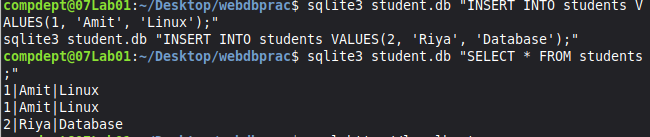 compdept@07Lab01:~/Desktop/webdbprac$ sqlite3 student.db "INSERT INTO students V
ALUES(1, 'Amit', 'Linux');"
sqlite3 student.db "INSERT INTO students VALUES(2, 'Riya', 'Database');"
compdept@07Lab01:~/Desktop/webdbprac$ sqlite3 student.db "SELECT * FROM students
;"
1|Amit|Linux
1|Amit|Linux
2|Riya|Database